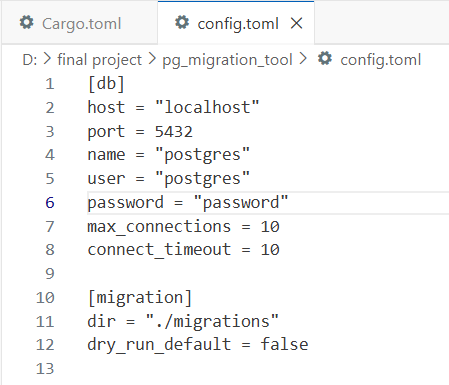 Cargo.toml config.toml
D: > final project > pg_migration_tool > config.toml
1 [db]
2 host = "localhost"
3 port = 5432
4 name = "postgres"
5 user = "postgres"
6 password = "password"
7 max_connections = 10
8 connect_timeout = 10
9
10 [migration]
11 dir = "./migrations"
12 dry_run_default = false
13